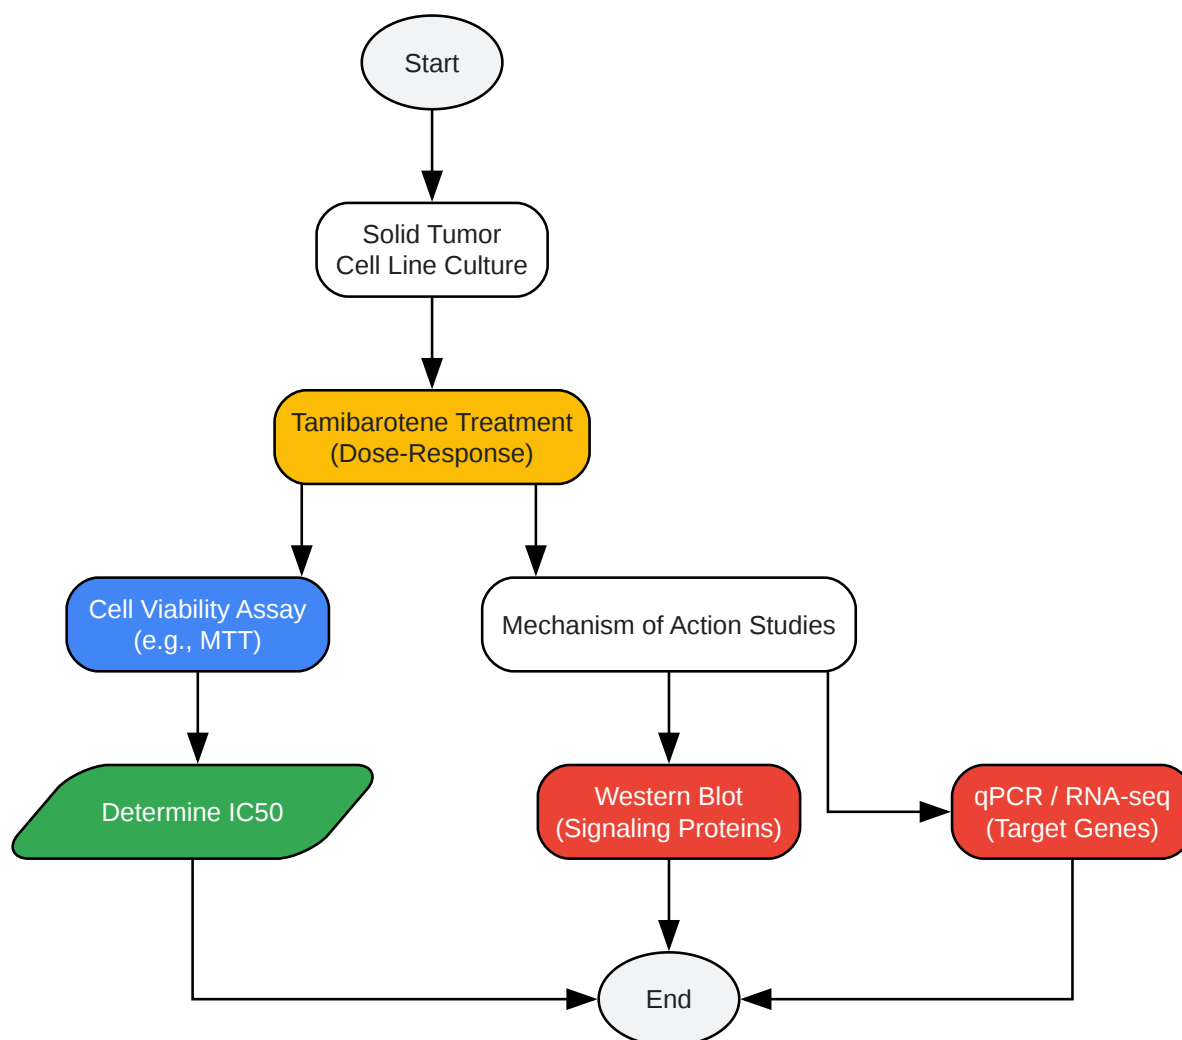 Start
Solid Tumor
Cell Line Culture
Tamibarotene Treatment
(Dose-Response)
Cell Viability Assay
(e.g., MTT)
Mechanism of Action Studies
Determine IC50
Western Blot
(Signaling Proteins)
qPCR / RNA-seq
(Target Genes)
End